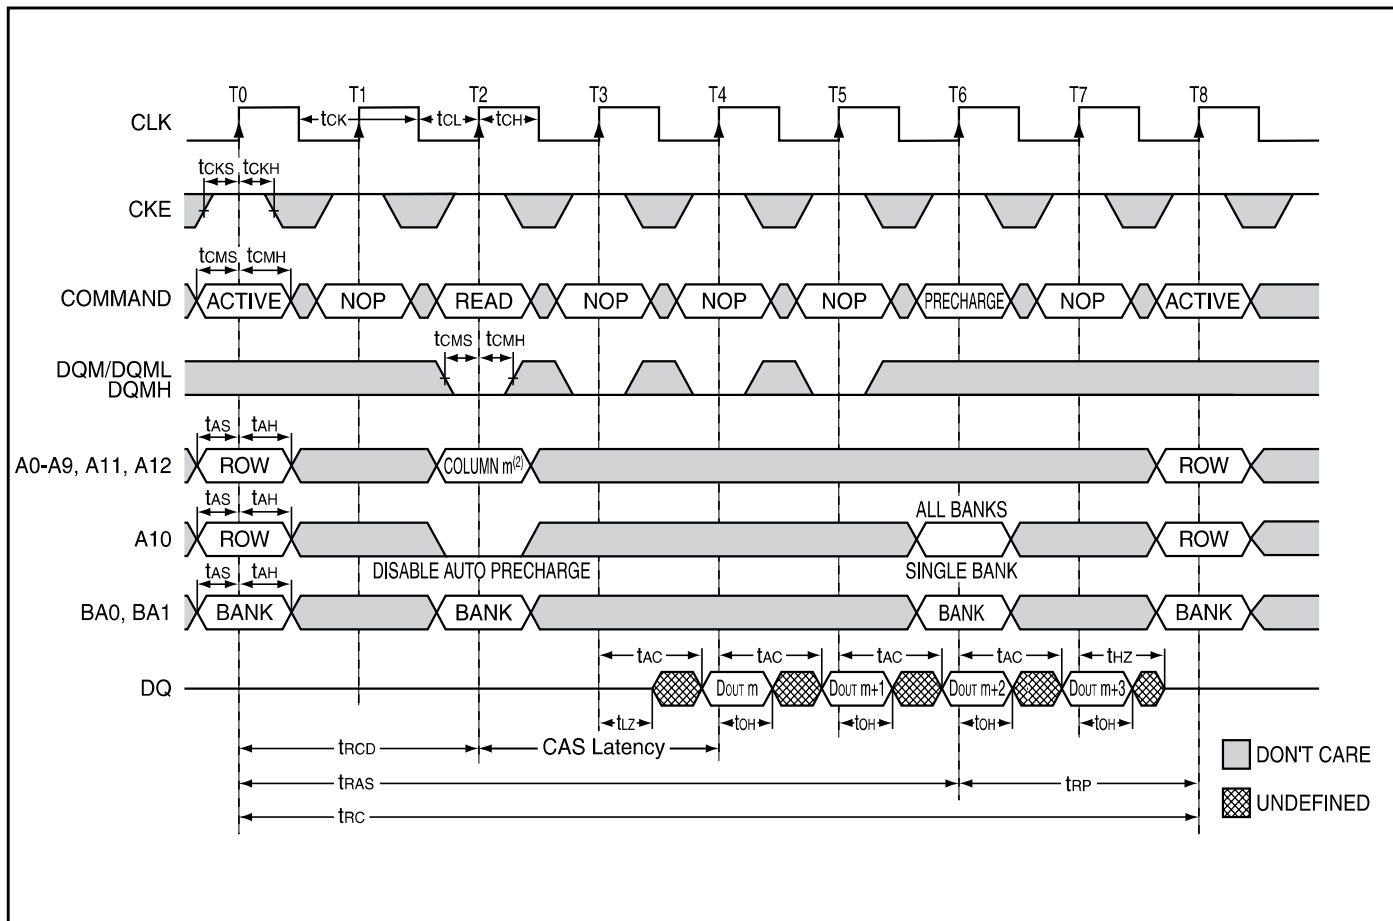 T0 T1 T2 T3 T4 T5 T6 T7 T8
CLK tCK tCL tCH
tCKS tCKH
CKE
tCMS tCMH
COMMAND ACTIVE NOP READ NOP NOP NOP PRECHARGE NOP ACTIVE
tCMS tCMH
DQM/DQML
DQMH
tAS tAH
A0-A9, A11, A12 ROW COLUMN m(2) ROW
tAS tAH ALL BANKS
A10 ROW ROW
DISABLE AUTO PRECHARGE SINGLE BANK
tAS tAH
BA0, BA1 BANK BANK BANK BANK
tAC tAC tAC tAC tHZ
DQ DOUT m DOUT m+1 DOUT m+2 DOUT m+3
tLZ tOH tOH tOH tOH
tRCD CAS Latency
DON'T CARE
tRAS tRP
UNDEFINED
tRC